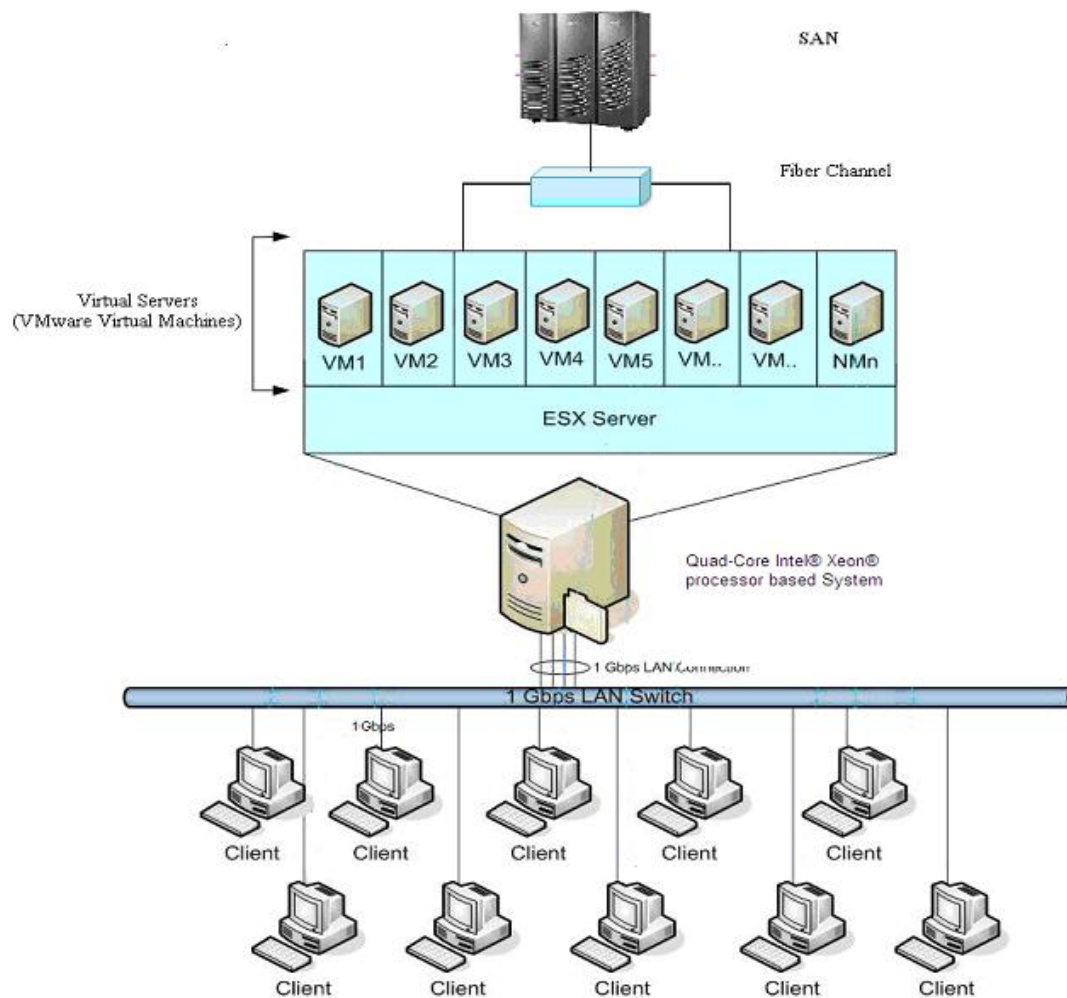 SAN
Fiber Channel
Virtual Servers
(VMware Virtual Machines)
VM1 VM2 VM3 VM4 VM5 VM.. VM.. NMn
ESX Server
Quad-Core Intel® Xeon®
processor based System
1 Gbps LAN Connection
1 Gbps LAN Switch
1 Gbps
Client Client Client Client Client
Client Client Client Client Client